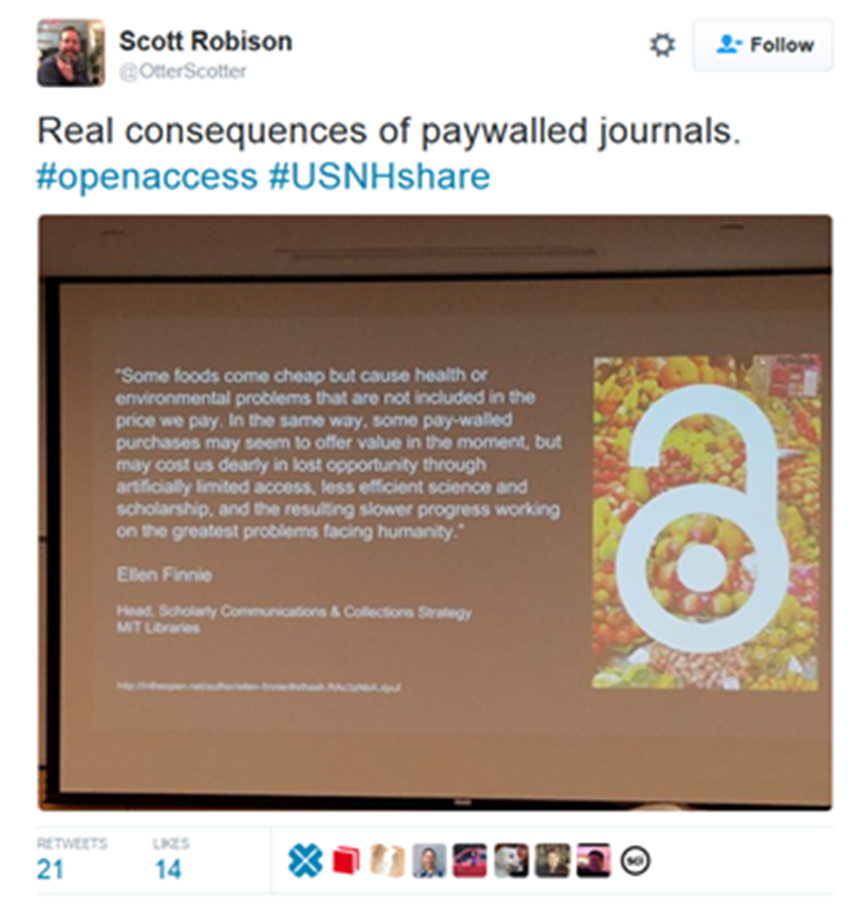 Scott Robison
@OtterScotter
Follow
Real consequences of paywalled journals.
#openaccess #USNHshare
"Some foods come cheap but cause health or
environmental problems that are not included in the
price we pay. In the same way, some pay-walled
purchases may seem to offer value in the moment, but
may cost us dearly in lost opportunity through
artificially limited access, less efficient science and
scholarship, and the resulting slower progress working
on the greatest problems facing humanity."
Ellen Finnie
Head, Scholarly Communications & Collections Strategy
MIT Libraries
RETWEETS
21
LIKES
14